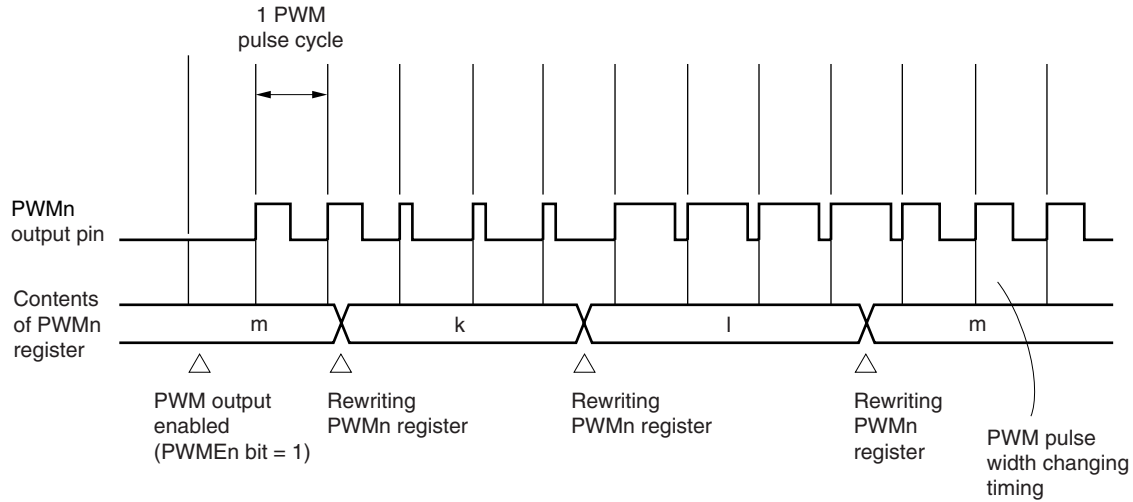 1 PWM
pulse cycle
PWMn
output pin
Contents
of PWMn
register
m
k
l
m
PWM output
enabled
(PWMEn bit = 1)
Rewriting
PWMn register
Rewriting
PWMn register
Rewriting
PWMn
register
PWM pulse
width changing
timing